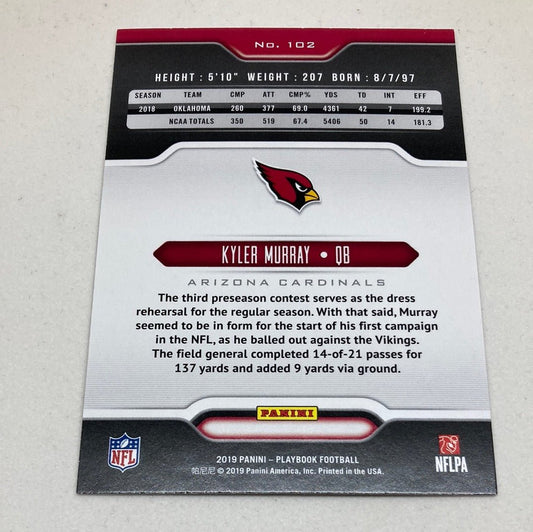 No. 102
HEIGHT : 5'10" WEIGHT : 207 BORN : 8/7/97
SEASON TEAM CMP ATT CMP% YDS TD INT EFF
2018 OKLAHOMA 260 377 69.0 4361 42 7 199.2
NCAA TOTALS 350 519 67.4 5406 50 14 181.3
KYLER MURRAY • QB
ARIZONA CARDINALS
The third preseason contest serves as the dress
rehearsal for the regular season. With that said, Murray
seemed to be in form for the start of his first campaign
in the NFL, as he balled out against the Vikings.
The field general completed 14-of-21 passes for
137 yards and added 9 yards via ground.
PANINI
NFL
2019 PANINI – PLAYBOOK FOOTBALL
哈尼尼 © 2019 Panini America, Inc. Printed in the USA.
NFLPA